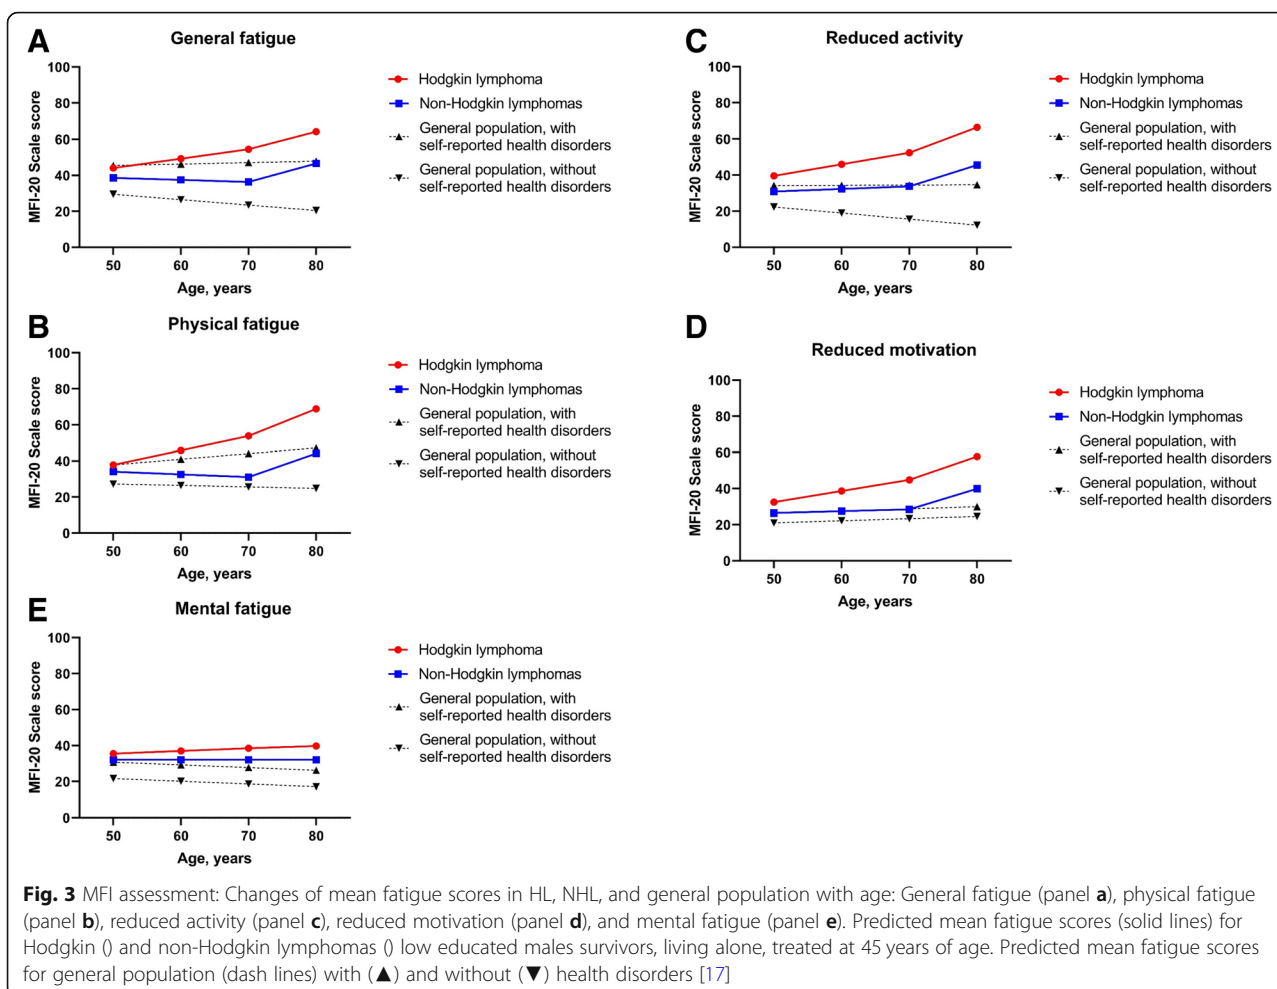 A
General fatigue
MFI-20 Scale score
100
80
60
40
20
0
50 60 70 80
Age, years
Hodgkin lymphoma
Non-Hodgkin lymphomas
General population, with
self-reported health disorders
General population, without
self-reported health disorders
C
Reduced activity
MFI-20 Scale score
100
80
60
40
20
0
50 60 70 80
Age, years
Hodgkin lymphoma
Non-Hodgkin lymphomas
General population, with
self-reported health disorders
General population, without
self-reported health disorders
B
Physical fatigue
MFI-20 Scale score
100
80
60
40
20
0
50 60 70 80
Age, years
Hodgkin lymphoma
Non-Hodgkin lymphomas
General population, with
self-reported health disorders
General population, without
self-reported health disorders
D
Reduced motivation
MFI-20 Scale score
100
80
60
40
20
0
50 60 70 80
Age, years
Hodgkin lymphoma
Non-Hodgkin lymphomas
General population, with
self-reported health disorders
General population, without
self-reported health disorders
E
Mental fatigue
MFI-20 Scale score
100
80
60
40
20
0
50 60 70 80
Age, years
Hodgkin lymphoma
Non-Hodgkin lymphomas
General population, with
self-reported health disorders
General population, without
self-reported health disorders
Fig. 3 MFI assessment: Changes of mean fatigue scores in HL, NHL, and general population with age: General fatigue (panel a), physical fatigue
(panel b), reduced activity (panel c), reduced motivation (panel d), and mental fatigue (panel e). Predicted mean fatigue scores (solid lines) for
Hodgkin () and non-Hodgkin lymphomas () low educated males survivors, living alone, treated at 45 years of age. Predicted mean fatigue scores
for general population (dash lines) with (▲) and without (▼) health disorders [17]